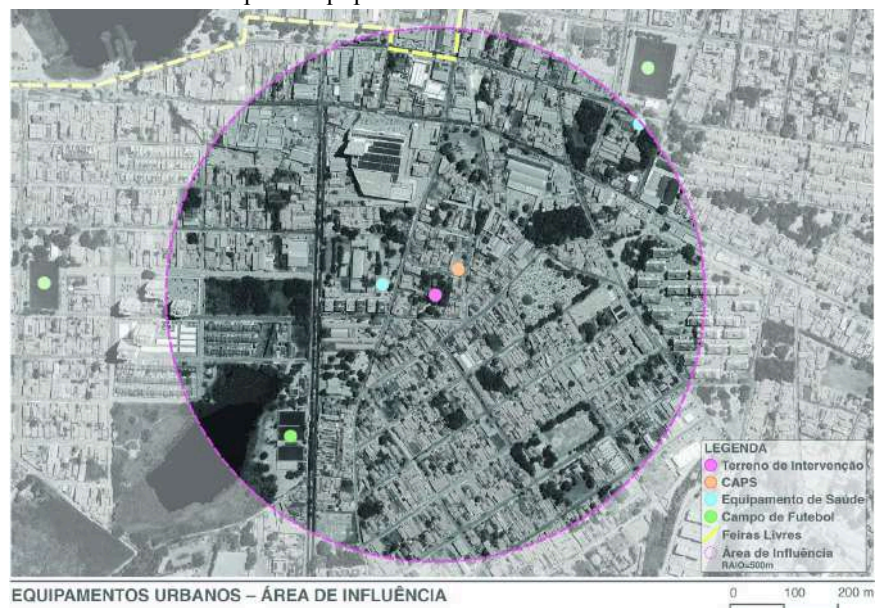 LEGENDA
Terreno de Intervenção
CAPS
Equipamento de Saúde
Campo de Futebol
Feiras Livres
Área de Influência
RAIO=500m
EQUIPAMENTOS URBANOS – ÁREA DE INFLUÊNCIA
0 100 200 m